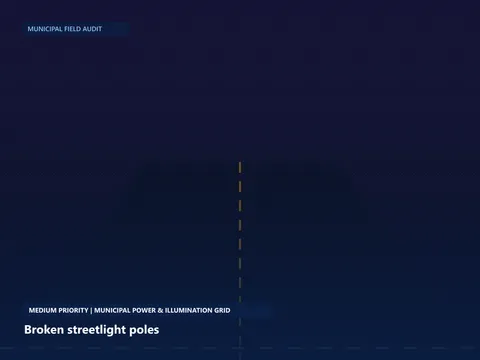 MUNICIPAL FIELD AUDIT
MEDIUM PRIORITY | MUNICIPAL POWER & ILLUMINATION GRID
Broken streetlight poles